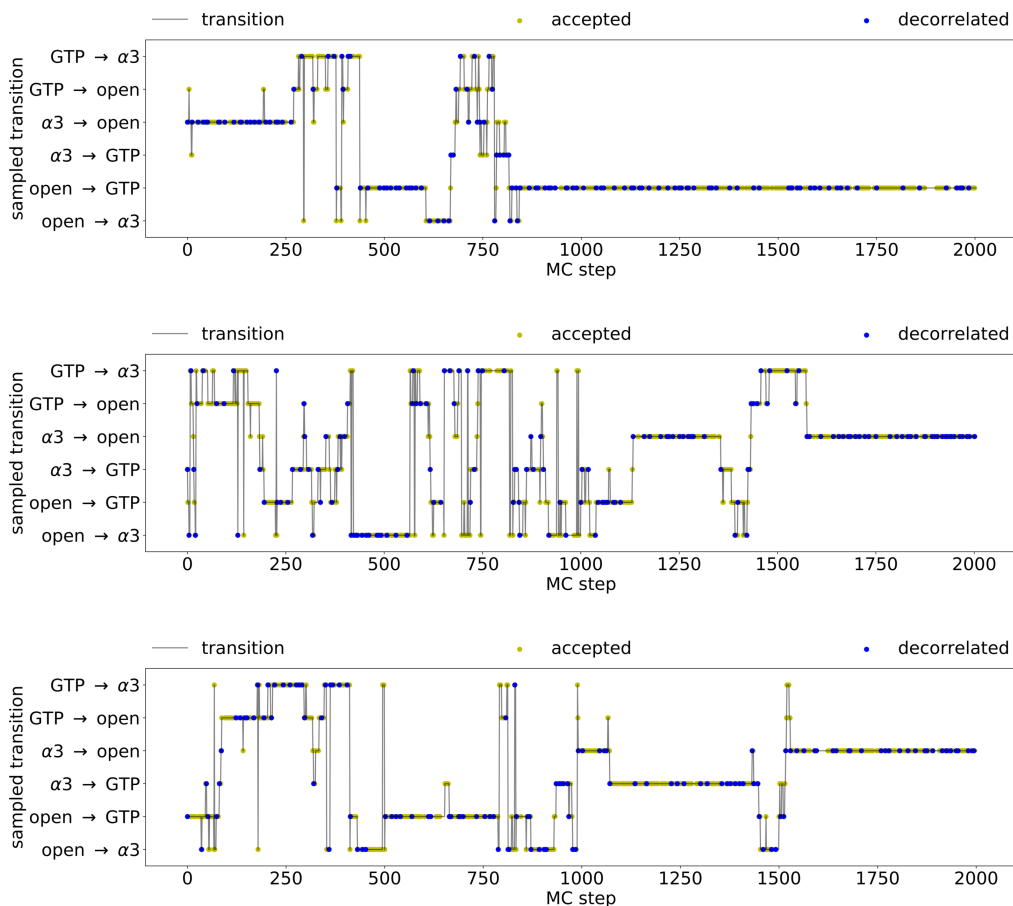 transition accepted decorrelated
GTP → α3
GTP → open
α3 → open
α3 → GTP
open → GTP
open → α3
sampled transition
0 250 500 750 1000 1250 1500 1750 2000
MC step
transition accepted decorrelated
GTP → α3
GTP → open
α3 → open
α3 → GTP
open → GTP
open → α3
sampled transition
0 250 500 750 1000 1250 1500 1750 2000
MC step
transition accepted decorrelated
GTP → α3
GTP → open
α3 → open
α3 → GTP
open → GTP
open → α3
sampled transition
0 250 500 750 1000 1250 1500 1750 2000
MC step